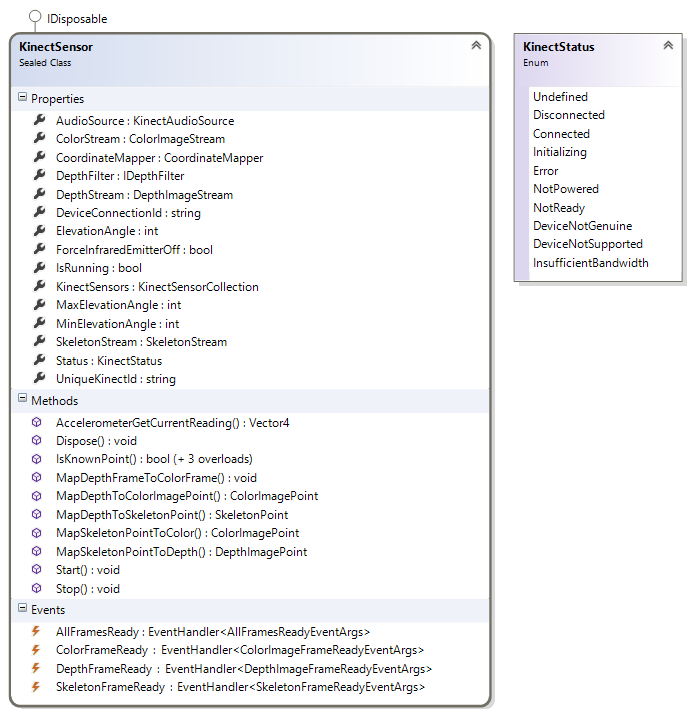 IDisposable
KinectSensor
Sealed Class
Properties
AudioSource : KinectAudioSource
ColorStream : ColorImageStream
CoordinateMapper : CoordinateMapper
DepthFilter : IDepthFilter
DepthStream : DepthImageStream
DeviceConnectionId : string
ElevationAngle : int
ForceInfraredEmitterOff : bool
IsRunning : bool
KinectSensors : KinectSensorCollection
MaxElevationAngle : int
MinElevationAngle : int
SkeletonStream : SkeletonStream
Status : KinectStatus
UniqueKinectId : string
Methods
AccelerometerGetCurrentReading() : Vector4
Dispose() : void
IsKnownPoint() : bool (+ 3 overloads)
MapDepthFrameToColorFrame() : void
MapDepthToColorImagePoint() : ColorImagePoint
MapDepthToSkeletonPoint() : SkeletonPoint
MapSkeletonPointToColor() : ColorImagePoint
MapSkeletonPointToDepth() : DepthImagePoint
Start() : void
Stop() : void
Events
AllFramesReady : EventHandler<AllFramesReadyEventArgs>
ColorFrameReady : EventHandler<ColorImageFrameReadyEventArgs>
DepthFrameReady : EventHandler<DepthImageFrameReadyEventArgs>
SkeletonFrameReady : EventHandler<SkeletonFrameReadyEventArgs>
KinectStatus
Enum
Undefined
Disconnected
Connected
Initializing
Error
NotPowered
NotReady
DeviceNotGenuine
DeviceNotSupported
InsufficientBandwidth